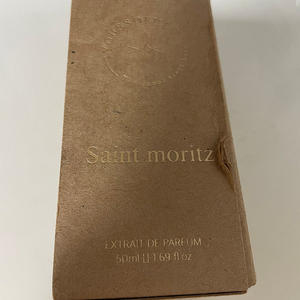 Saint moritz
EXTRAIT DE PARFUM
50ml 1.69 fl oz